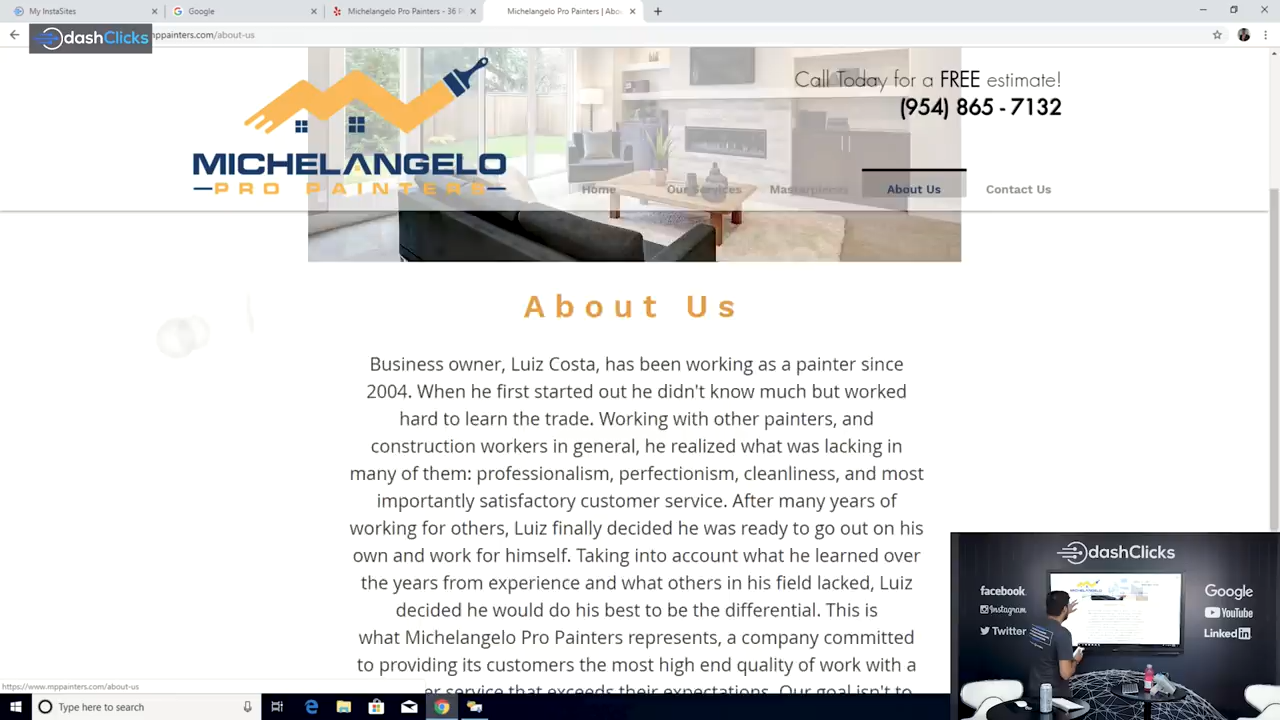 My InstaSites
Google
Michelangelo Pro Painters - 36 P
Michelangelo Pro Painters | Abo
dashClicks
mppainters.com/about-us
Call Today for a FREE estimate!
(954) 865 - 7132
MICHELANGELO
PRO PAINTERS
Home
Our Services
Masterpieces
About Us
Contact Us
About Us
Business owner, Luiz Costa, has been working as a painter since
2004. When he first started out he didn't know much but worked
hard to learn the trade. Working with other painters, and
construction workers in general, he realized what was lacking in
many of them: professionalism, perfectionism, cleanliness, and most
importantly satisfactory customer service. After many years of
working for others, Luiz finally decided he was ready to go out on his
own and work for himself. Taking into account what he learned over
the years from experience and what others in his field lacked, Luiz
decided he would do his best to be the differential. This is
what Michelangelo Pro Painters represents, a company committed
to providing its customers the most high end quality of work with a
service that exceeds their expectations. Our goal isn't to
https://www.mppainters.com/about-us
Type here to search
dashClicks
facebook
Instagram
Twitter
Google
YouTube
Linked in